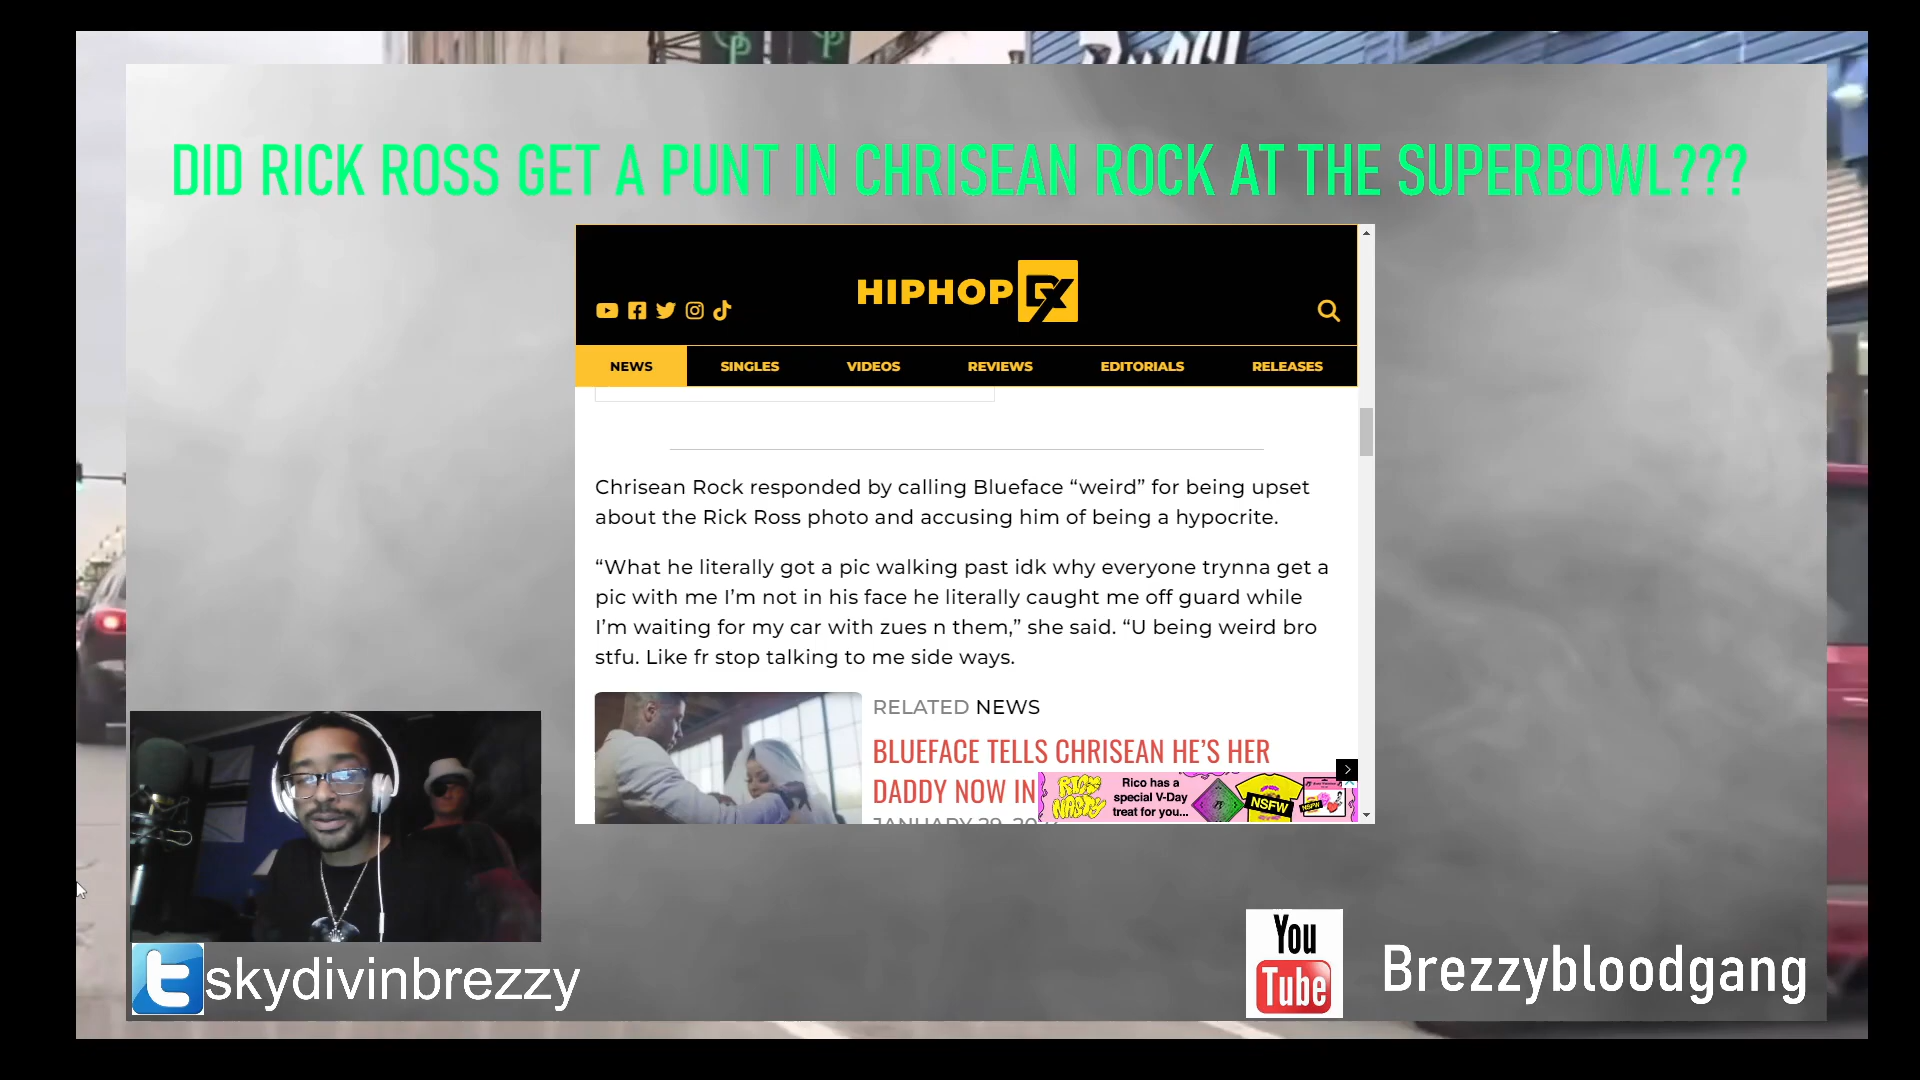 DID RICK ROSS GET A PUNT IN CHRISEAN ROCK AT THE SUPERBOWL???
HIPHOP DX
NEWS SINGLES VIDEOS REVIEWS EDITORIALS RELEASES
Chrisean Rock responded by calling Blueface “weird” for being upset
about the Rick Ross photo and accusing him of being a hypocrite.
“What he literally got a pic walking past idk why everyone trynna get a
pic with me I’m not in his face he literally caught me off guard while
I’m waiting for my car with zues n them,” she said. “U being weird bro
stfu. Like fr stop talking to me side ways.
RELATED NEWS
BLUEFACE TELLS CHRISEAN HE’S HER
DADDY NOW IN
RICO
NASTY
Rico has a
special V-Day
treat for you...
NSFW
NSFW
skydivinbrezzy
You
Tube
Brezzybloodgang